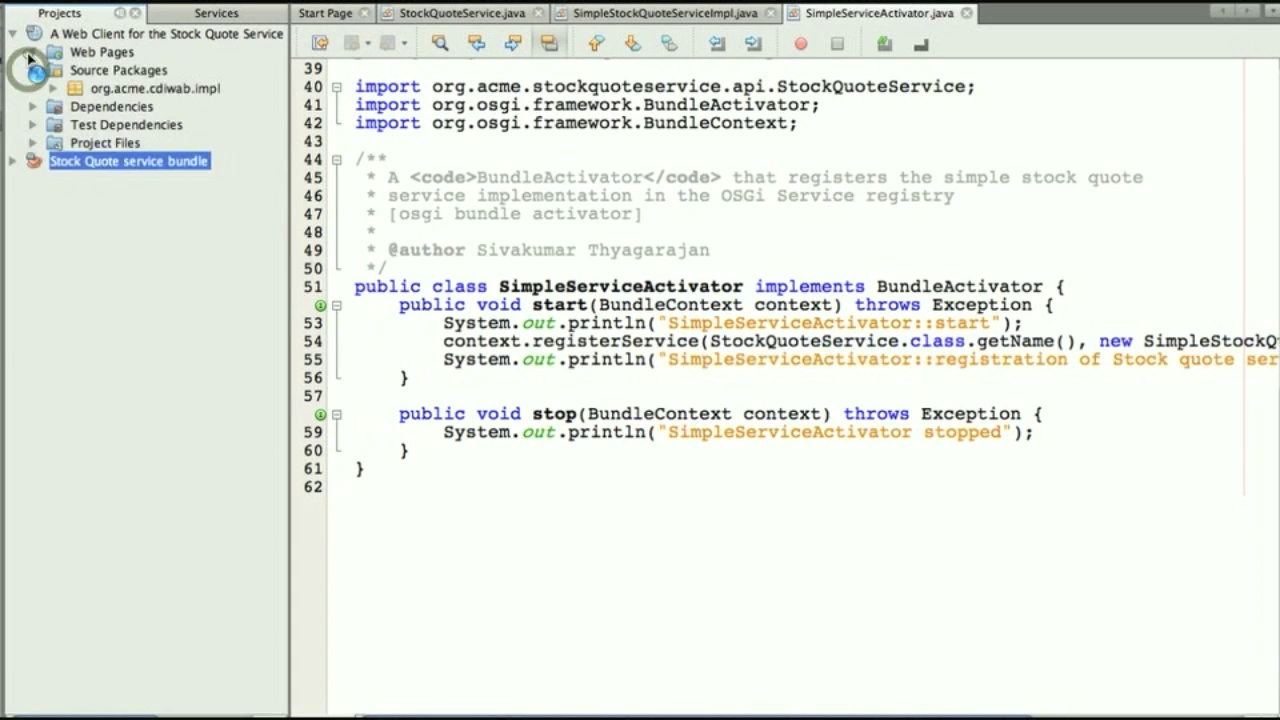 Projects
Services
Start Page
StockQuoteService.java
SimpleStockQuoteServiceImpl.java
SimpleServiceActivator.java
A Web Client for the Stock Quote Service
Web Pages
Source Packages
org.acme.cdiwab.impl
Dependencies
Test Dependencies
Project Files
Stock Quote service bundle
39
40 import org.acme.stockquoteservice.api.StockQuoteService;
41 import org.osgi.framework.BundleActivator;
42 import org.osgi.framework.BundleContext;
43
44 /**
45 * A <code>BundleActivator</code> that registers the simple stock quote
46 * service implementation in the OSGi Service registry
47 * [osgi bundle activator]
48 *
49 * @author Sivakumar Thyagarajan
50 */
51 public class SimpleServiceActivator implements BundleActivator {
public void start(BundleContext context) throws Exception {
53 System.out.println("SimpleServiceActivator::start");
54 context.registerService(StockQuoteService.class.getName(), new SimpleStockQ
55 System.out.println("SimpleServiceActivator::registration of Stock quote ser
56 }
57
public void stop(BundleContext context) throws Exception {
59 System.out.println("SimpleServiceActivator stopped");
60 }
61 }
62